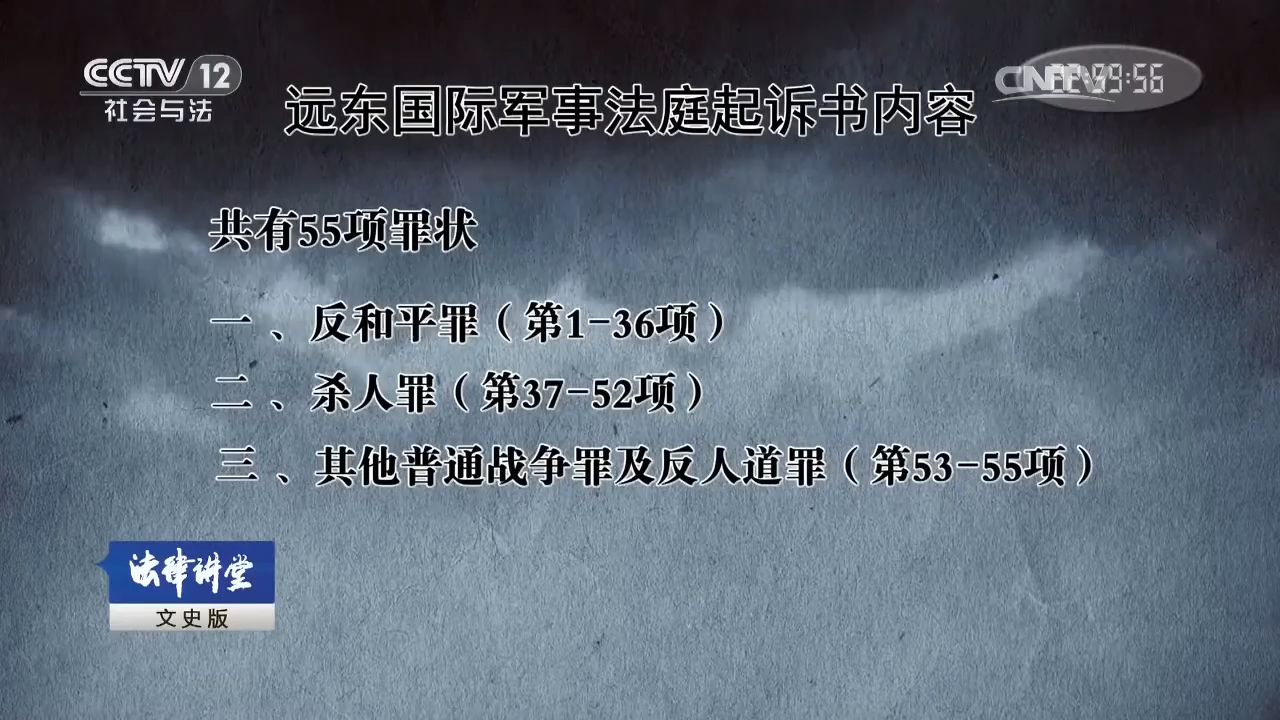 CCTV 12
社会与法
远东国际军事法庭起诉书内容
共有55项罪状
一、反和平罪（第1-36项）
二、杀人罪（第37-52项）
三、其他普通战争罪及反人道罪（第53-55项）
法律讲堂
文史版